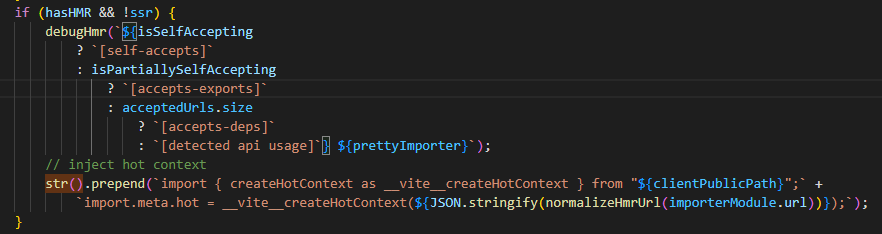 if (hasHMR && !ssr) {
debugHmr(`${isSelfAccepting
? `[self-accepts]`
: isPartiallySelfAccepting
? `[accepts-exports]`
: acceptedUrls.size
? `[accepts-deps]`
: `[detected api usage]`} ${prettyImporter}`);
// inject hot context
str().prepend(`import { createHotContext as __vite__createHotContext } from "${clientPublicPath}";` +
`import.meta.hot = __vite__createHotContext(${JSON.stringify(normalizeHmrUrl(importerModule.url))});`);
}